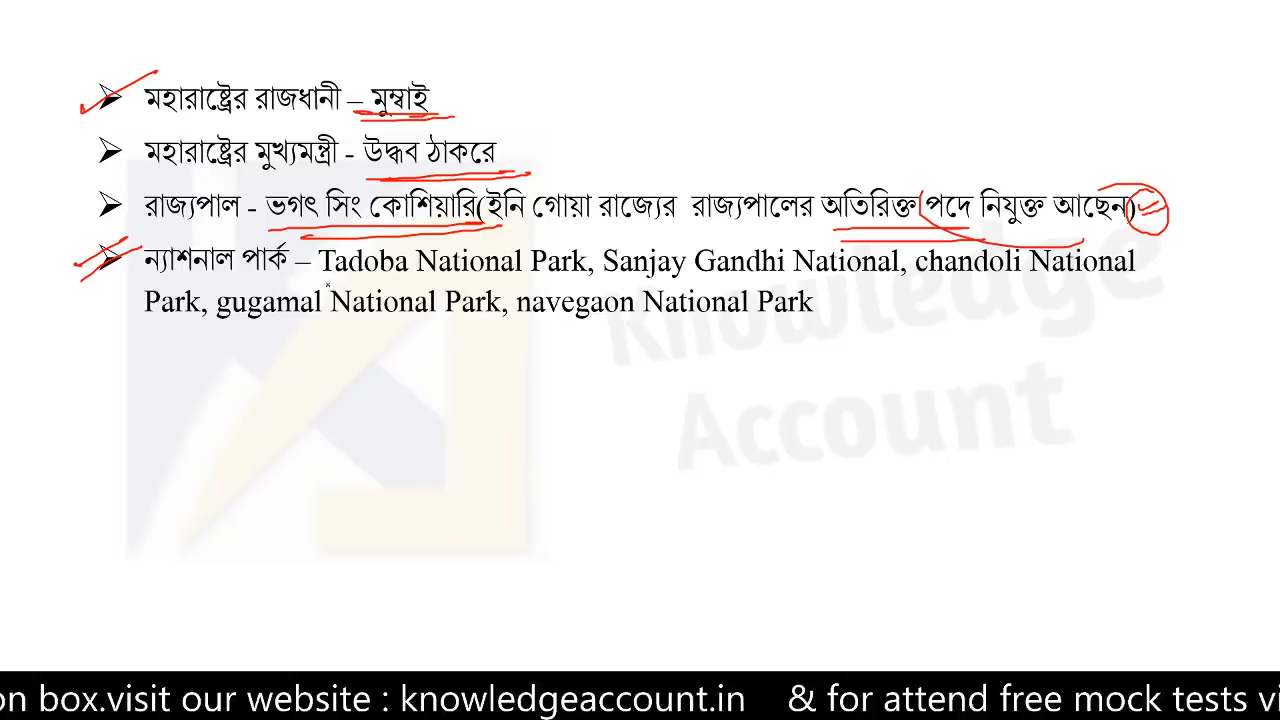 মহারাষ্ট্রের রাজধানী – মুম্বাই
মহারাষ্ট্রের মুখ্যমন্ত্রী - উদ্ধব ঠাকরে
রাজ্যপাল - ভগৎ সিং কোশিয়ারি(ইনি গোয়া রাজ্যের রাজ্যপালের অতিরিক্ত পদে নিযুক্ত আছেন)
ন্যাশনাল পার্ক – Tadoba National Park, Sanjay Gandhi National, chandoli National
Park, gugamal National Park, navegaon National Park
Knowledge
Account
on box.visit our website : knowledgeaccount.in & for attend free mock tests vi